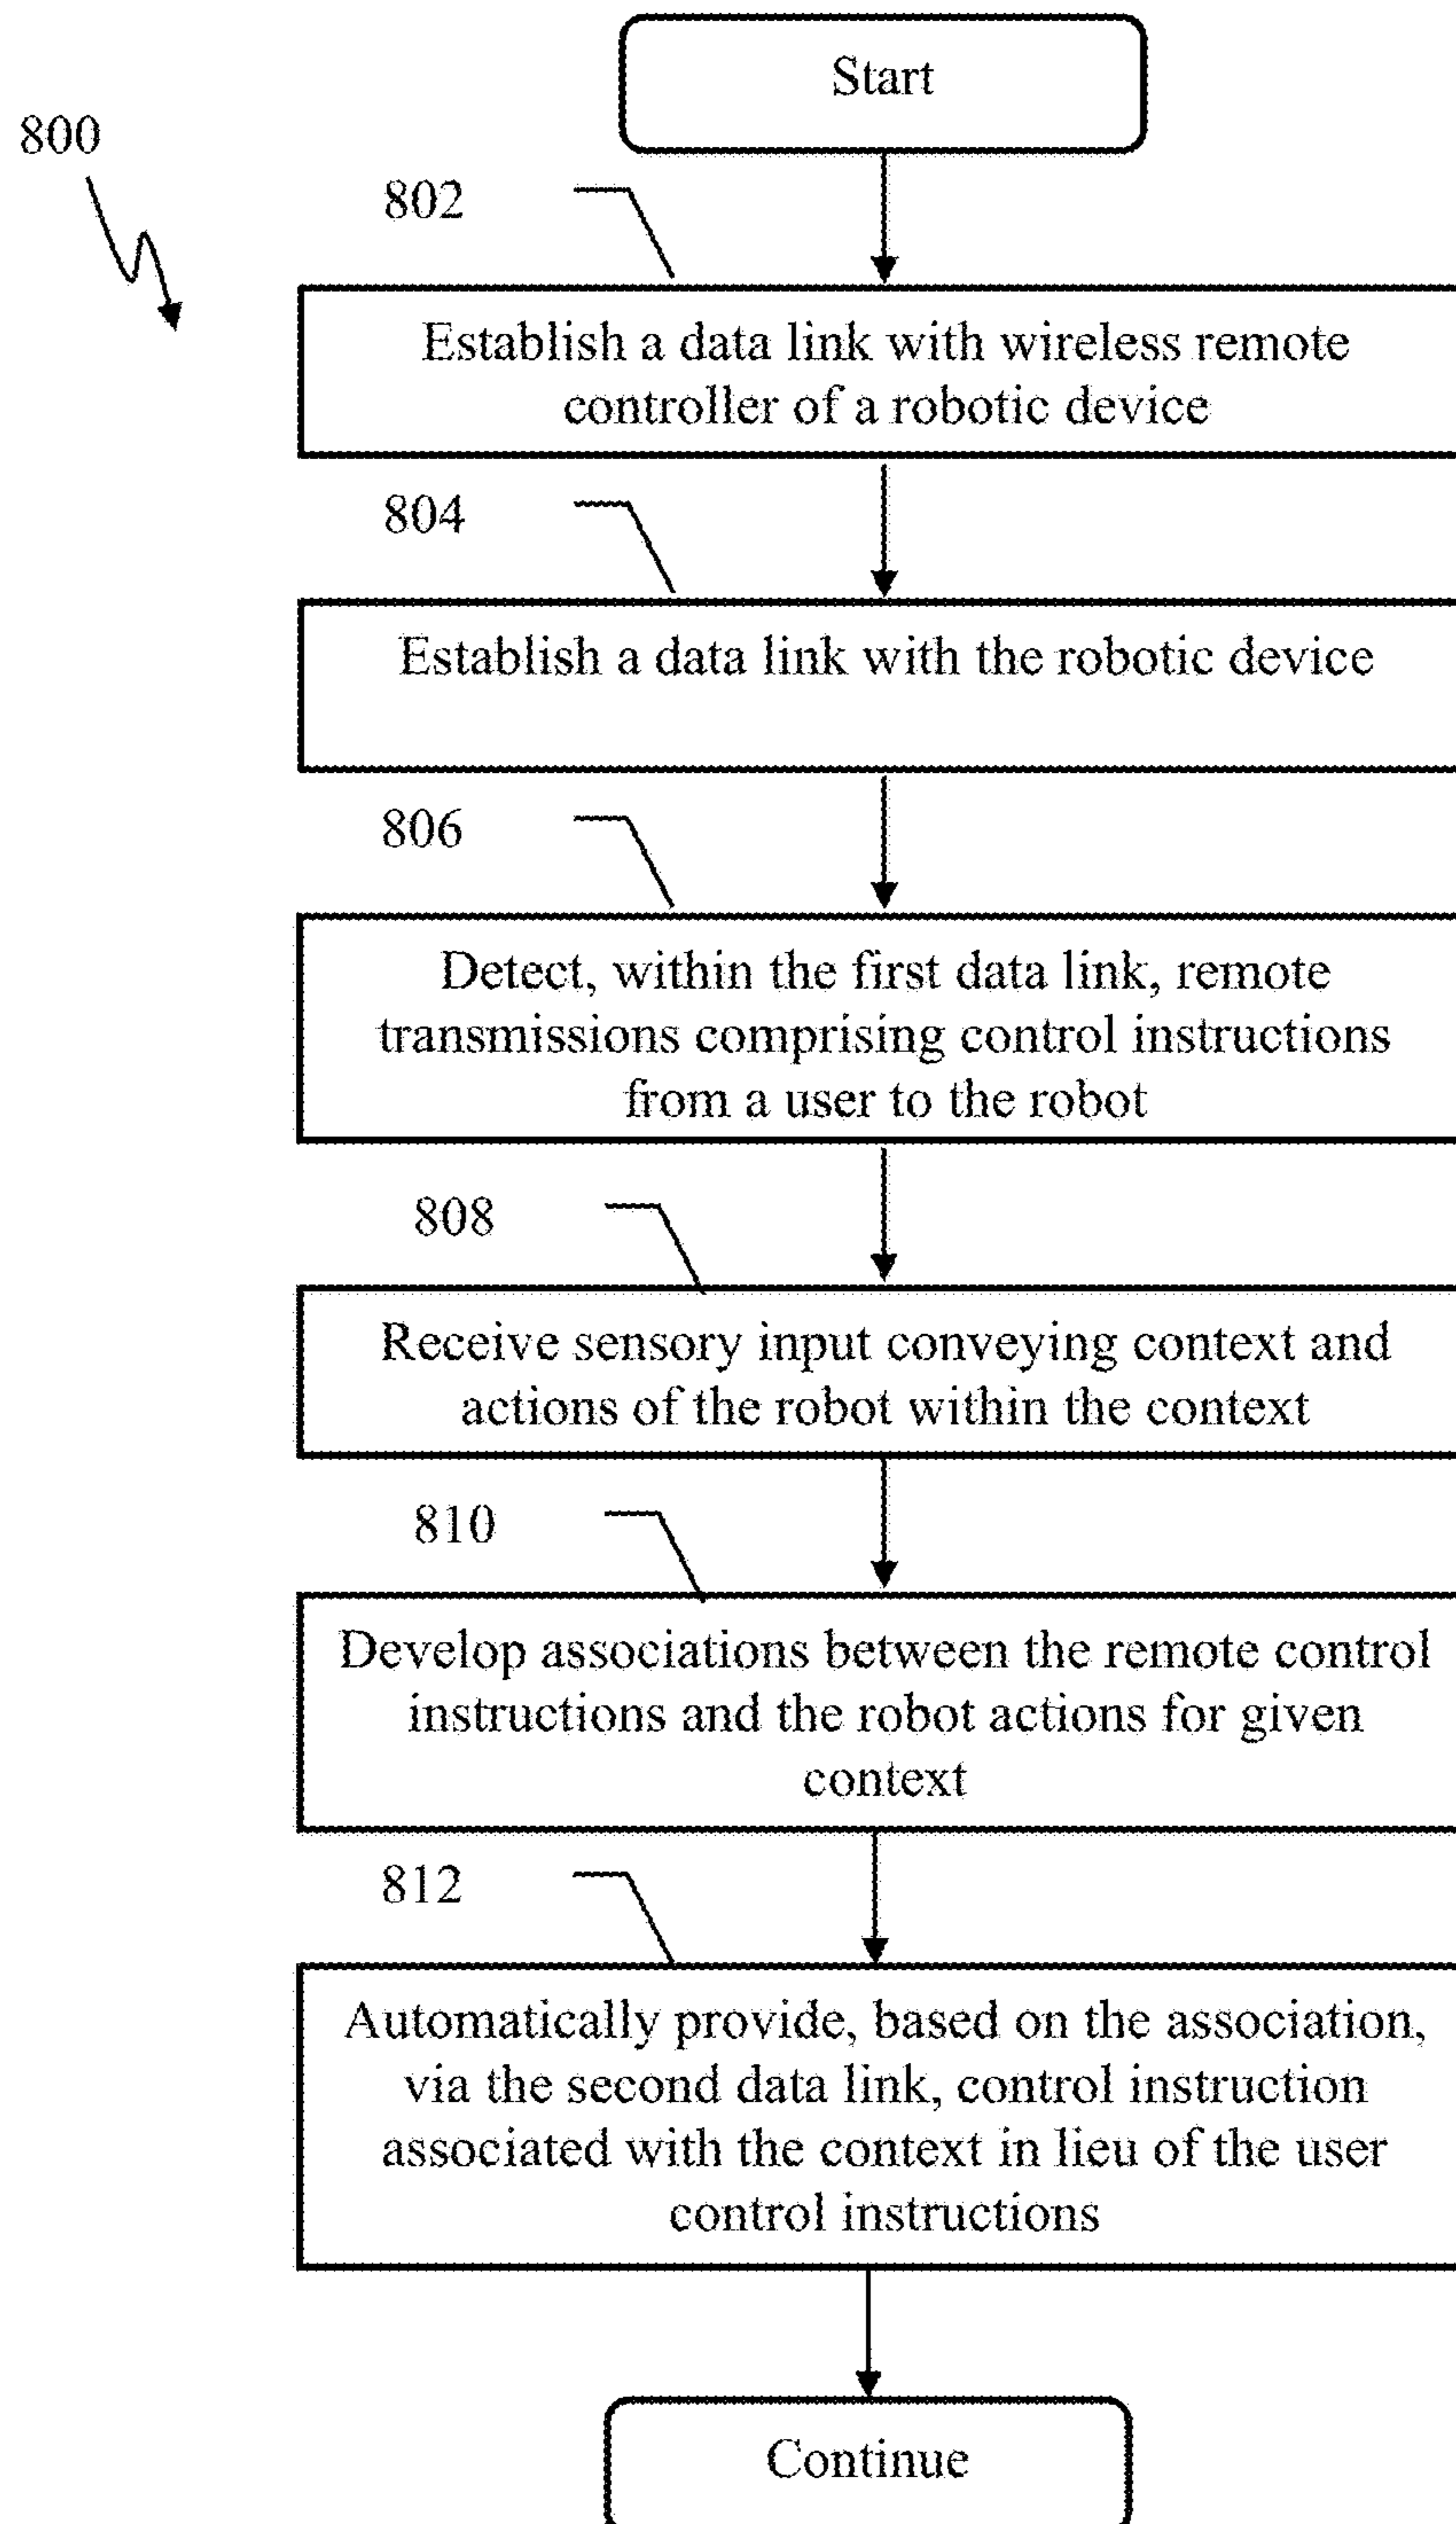 Start
800
802
Establish a data link with wireless remote
controller of a robotic device
804
Establish a data link with the robotic device
806
Detect, within the first data link, remote
transmissions comprising control instructions
from a user to the robot
808
Receive sensory input conveying context and
actions of the robot within the context
810
Develop associations between the remote control
instructions and the robot actions for given
context
812
Automatically provide, based on the association,
via the second data link, control instruction
associated with the context in lieu of the user
control instructions
Continue